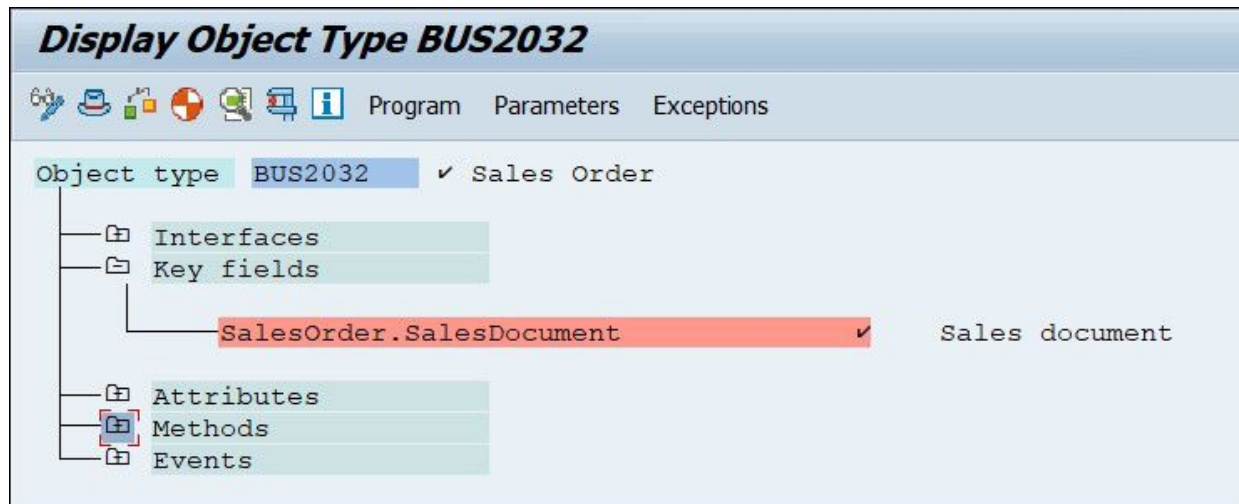 Display Object Type BUS2032
Program Parameters Exceptions
Object type BUS2032 ✔ Sales Order
Interfaces
Key fields
SalesOrder.SalesDocument ✔ Sales document
Attributes
Methods
Events